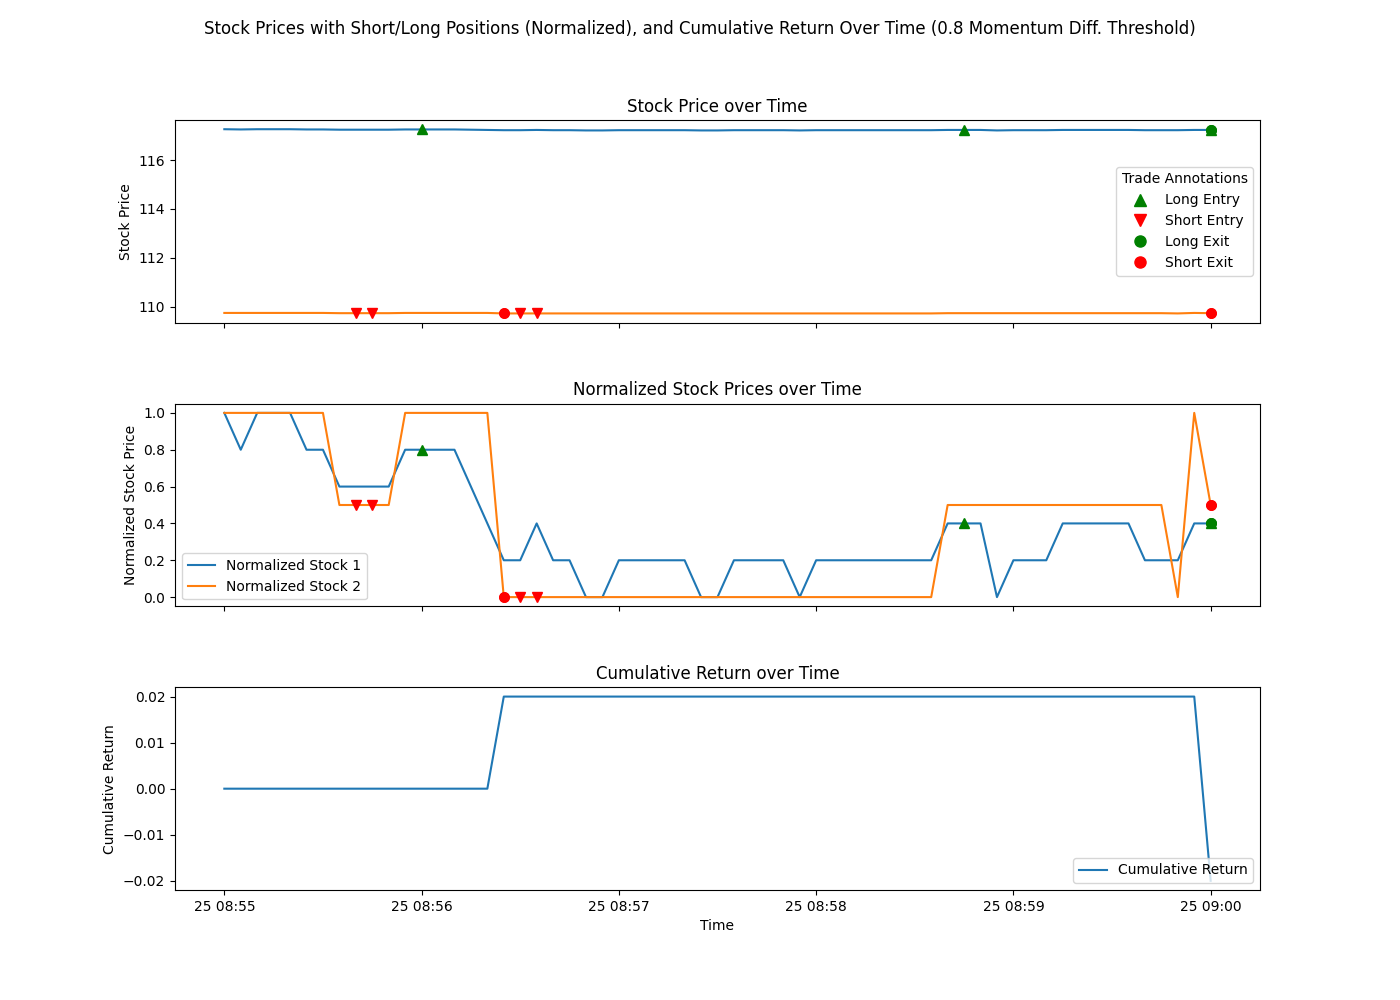 Stock Prices with Short/Long Positions (Normalized), and Cumulative Return Over Time (0.8 Momentum Diff. Threshold)
Stock Price over Time
116
114
112
110
Stock Price
Trade Annotations
Long Entry
Short Entry
Long Exit
Short Exit
Normalized Stock Prices over Time
1.0
0.8
0.6
0.4
0.2
0.0
Normalized Stock Price
Normalized Stock 1
Normalized Stock 2
Cumulative Return over Time
0.02
0.01
0.00
−0.01
−0.02
Cumulative Return
Cumulative Return
25 08:55 25 08:56 25 08:57 25 08:58 25 08:59 25 09:00
Time